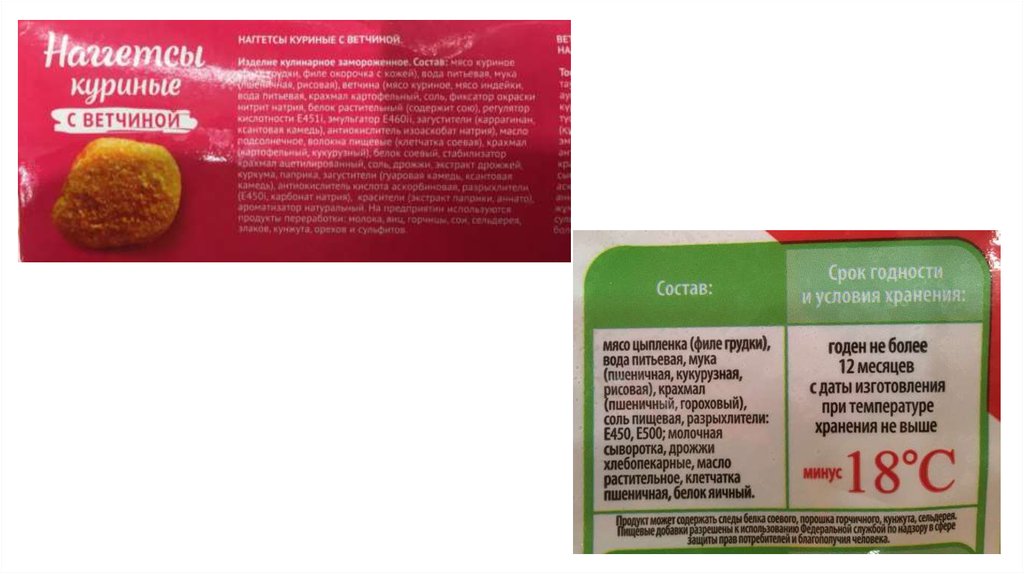 Наггетсы
куриные
С ВЕТЧИНОЙ
НАГГЕТСЫ КУРИНЫЕ С ВЕТЧИНОЙ.
Изделие кулинарное замороженное. Состав: мясо куриное
грудки, филе окорочка с кожей), вода питьевая, мука
(пшеничная, рисовая), ветчина (мясо куриное, мясо индейки,
вода питьевая, крахмал картофельный, соль, фиксатор окраски
нитрит натрия, белок растительный (содержит сою), регулятор
кислотности Е451i, эмульгатор Е460ii, загустители (каррагинан,
ксантовая камедь), антиокислитель изоаскобат натрия), масло
подсолнечное, волокна пищевые (клетчатка соевая), крахмал
(картофельный, кукурузный), белок соевый, стабилизатор
крахмал ацетилированный, соль, дрожжи, экстракт дрожжей,
куркума, паприка, загустители (гуаровая камедь, ксантовая
камедь), антиокислитель кислота аскорбиновая, разрыхлители
(Е450i, карбонат натрия), красители (экстракт паприки, аннато),
ароматизатор натуральный. На предприятии используются
продукты переработки: молока, яиц, горчицы, сои, сельдерея,
злаков, кунжута, орехов и сульфитов.
Состав:
Срок годности
и условия хранения:
мясо цыпленка (филе грудки),
вода питьевая, мука
(пшеничная, кукурузная,
рисовая), крахмал
(пшеничный, гороховый),
соль пищевая, разрыхлители:
Е450, Е500; молочная
сыворотка, дрожжи
хлебопекарные, масло
растительное, клетчатка
пшеничная, белок яичный.
годен не более
12 месяцев
с даты изготовления
при температуре
хранения не выше
минус 18°С
Продукт может содержать следы белка соевого, порошка горчичного, кунжута, сельдерея.
Пищевые добавки разрешены к использованию Федеральной службой по надзору в сфере
защиты прав потребителей и благополучия человека.